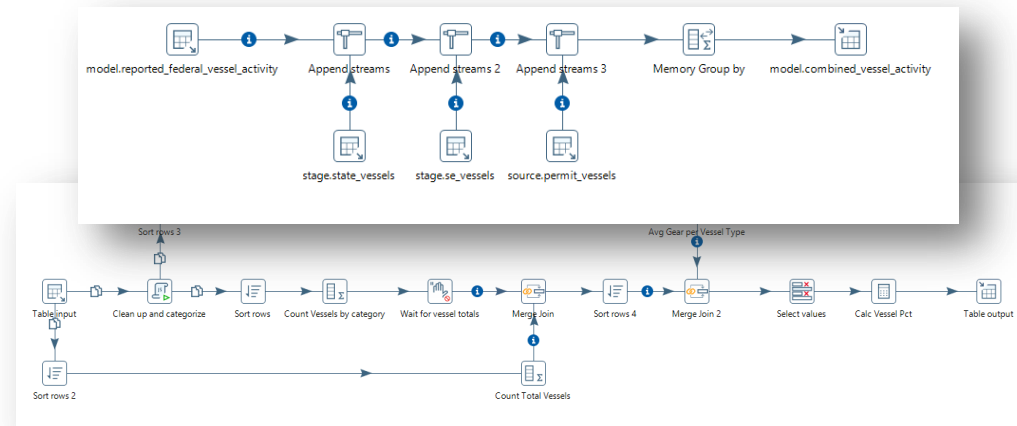 model.reported_federal_vessel_activity
Append streams
Append streams 2
Append streams 3
Memory Group by
model.combined_vessel_activity
stage.state_vessels
stage.se_vessels
source.permit_vessels
Sort rows 3
Avg Gear per Vessel Type
Table input
Clean up and categorize
Sort rows
Count Vessels by category
Wait for vessel totals
Merge Join
Sort rows 4
Merge Join 2
Select values
Calc Vessel Pct
Table output
Sort rows 2
Count Total Vessels